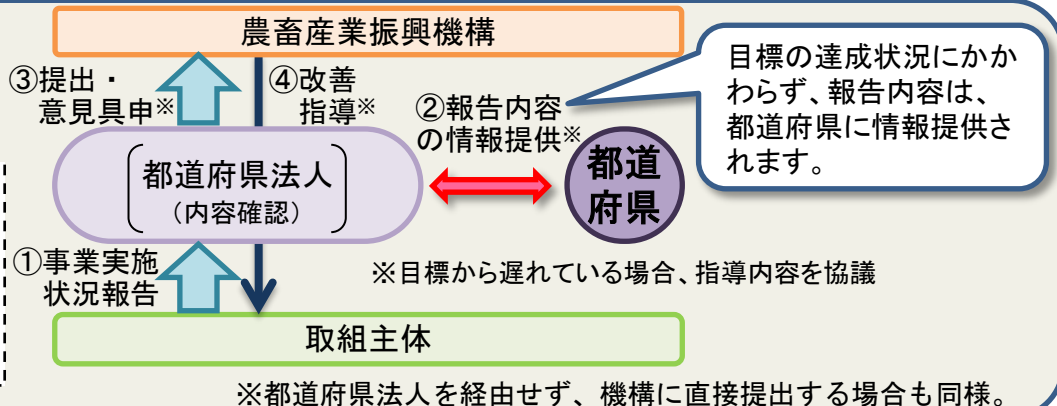 農畜産業振興機構
③提出・
意見具申※
④改善
指導※
②報告内容
の情報提供※
目標の達成状況にかか
わらず、報告内容は、
都道府県に情報提供さ
れます。
都道府県法人
（内容確認）
都道
府県
①事業実施
状況報告
※目標から遅れている場合、指導内容を協議
取組主体
※都道府県法人を経由せず、機構に直接提出する場合も同様。